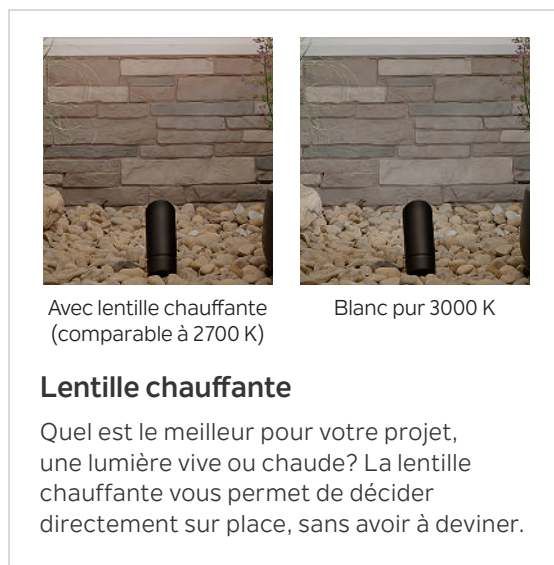 Avec lentille chauffante
(comparable à 2700 K)
Blanc pur 3000 K
Lentille chauffante
Quel est le meilleur pour votre projet,
une lumière vive ou chaude? La lentille
chauffante vous permet de décider
directement sur place, sans avoir à deviner.